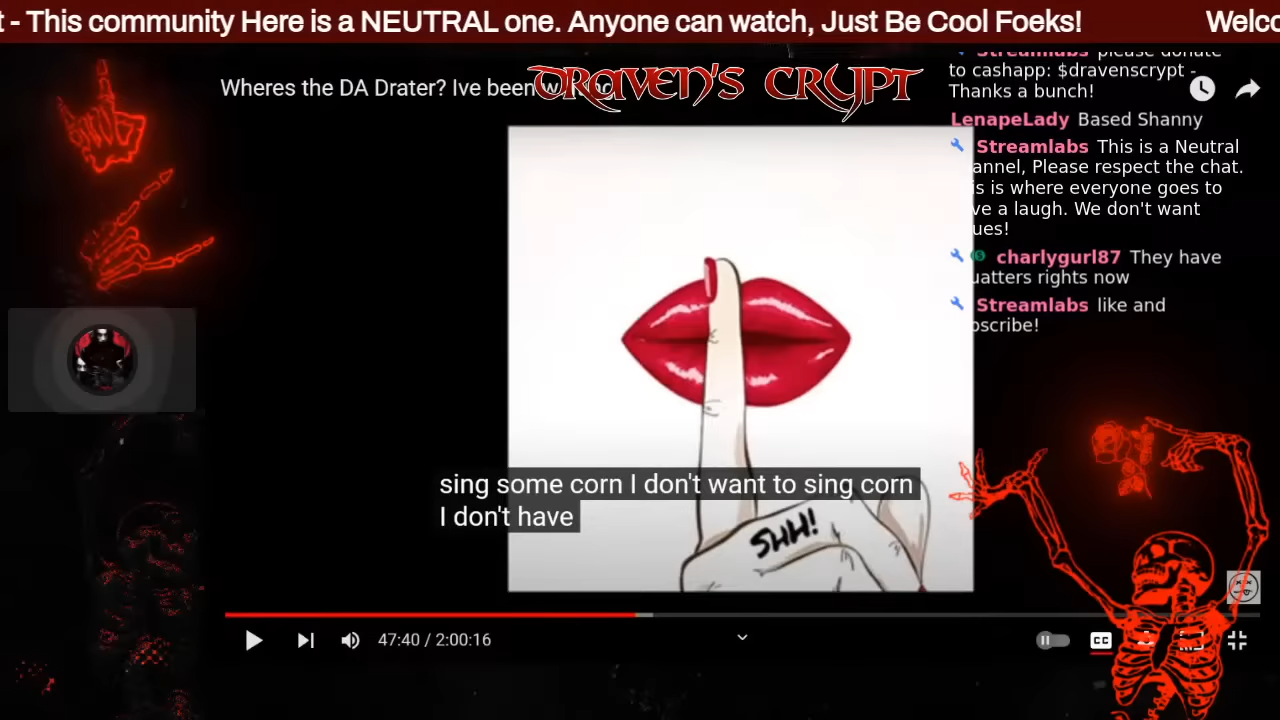 t - This community Here is a NEUTRAL one. Anyone can watch, Just Be Cool Foeks! Welco
Wheres the DA Drater? Ive been
DRAVEN'S CRYPT
Streamlabs please donate
to cashapp: $dravenscrypt -
Thanks a bunch!
LenapeLady Based Shanny
Streamlabs This is a Neutral
annel, Please respect the chat.
is is where everyone goes to
ve a laugh. We don't want
ues!
charlygurl87 They have
uatters rights now
Streamlabs like and
oscribe!
sing some corn I don't want to sing corn
I don't have
SHH!
47:40 / 2:00:16
CC